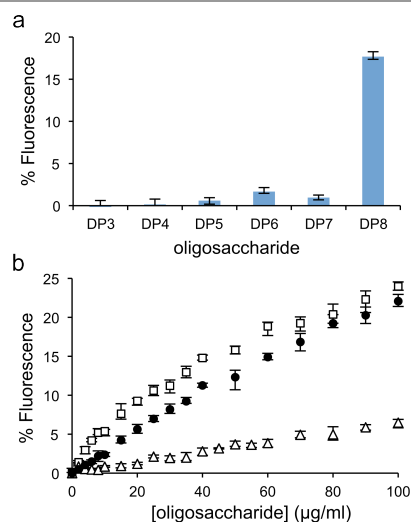 a
20
15
10
5
0
% Fluorescence
DP3 DP4 DP5 DP6 DP7 DP8
oligosaccharide
b
25
20
15
10
5
0
% Fluorescence
0 20 40 60 80 100
[oligosaccharide] (µg/ml)